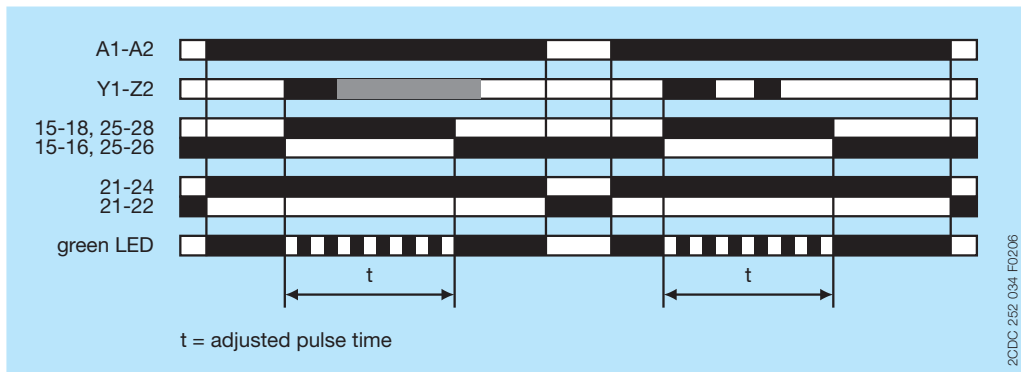 A1-A2
Y1-Z2
15-18, 25-28
15-16, 25-26
21-24
21-22
green LED
t
t
t = adjusted pulse time
2CDC 252 034 F0206